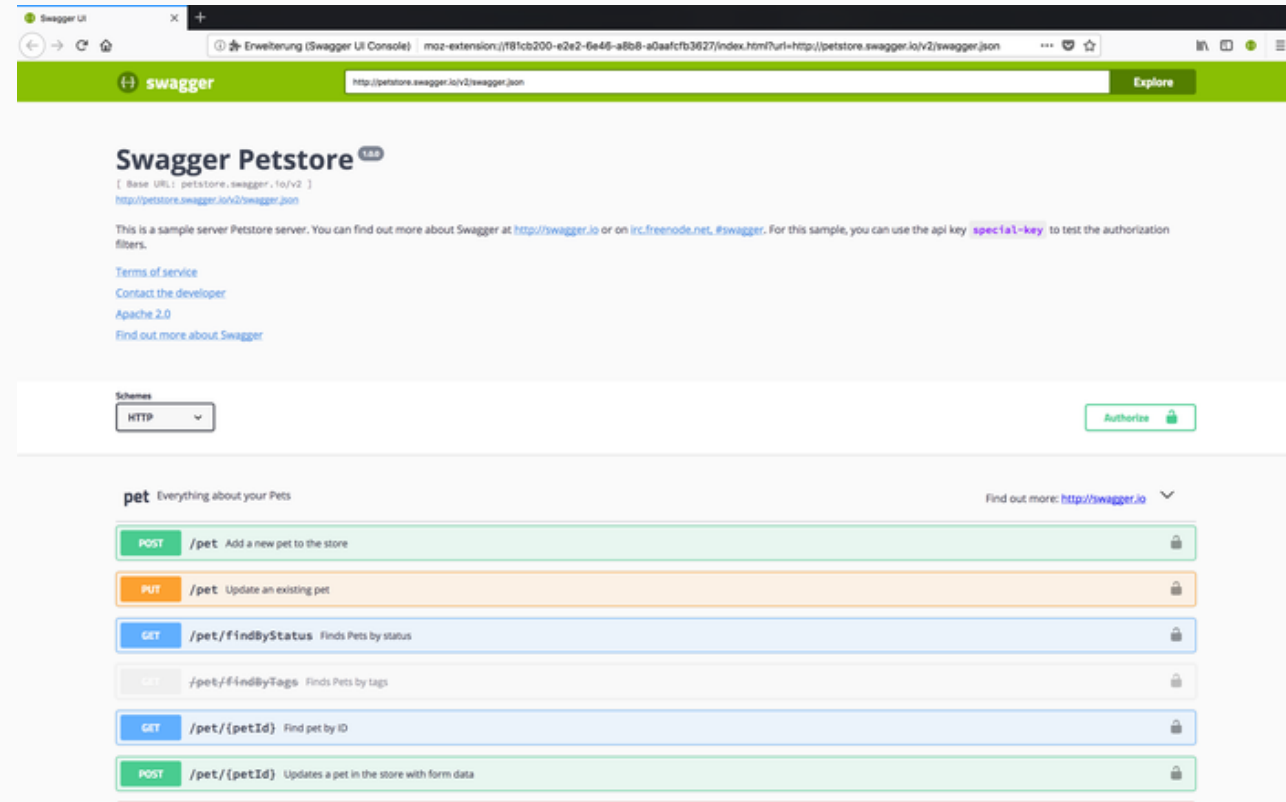 Swagger UI
Erweiterung (Swagger UI Console) moz-extension://f81cb200-e2e2-6e46-a8b8-a0aafcfb3627/index.html?url=http://petstore.swagger.io/v2/swagger.json
swagger http://petstore.swagger.io/v2/swagger.json Explore
Swagger Petstore 1.0.0
[ Base URL: petstore.swagger.io/v2 ]
http://petstore.swagger.io/v2/swagger.json
This is a sample server Petstore server. You can find out more about Swagger at http://swagger.io or on irc.freenode.net, #swagger. For this sample, you can use the api key special-key to test the authorization
filters.
Terms of service
Contact the developer
Apache 2.0
Find out more about Swagger
Schemes
HTTP
Authorize
pet Everything about your Pets Find out more: http://swagger.io
POST /pet Add a new pet to the store
PUT /pet Update an existing pet
GET /pet/findByStatus Finds Pets by status
GET /pet/findByTags Finds Pets by tags
GET /pet/{petId} Find pet by ID
POST /pet/{petId} Updates a pet in the store with form data